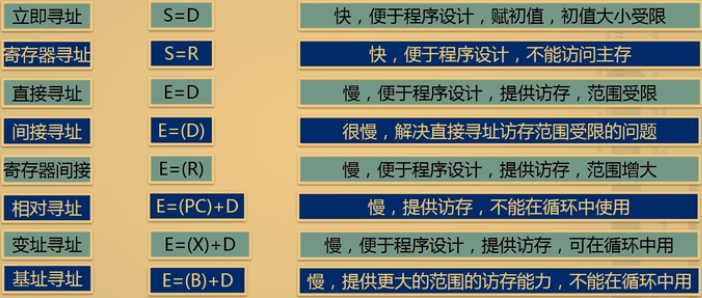 立即寻址 S=D 快，便于程序设计，赋初值，初值大小受限
寄存器寻址 S=R 快，便于程序设计，不能访问主存
直接寻址 E=D 慢，便于程序设计，提供访存，范围受限
间接寻址 E=(D) 很慢，解决直接寻址访存范围受限的问题
寄存器间接 E=(R) 慢，便于程序设计，提供访存，范围增大
相对寻址 E=(PC)+D 慢，提供访存，不能在循环中使用
变址寻址 E=(X)+D 慢，便于程序设计，提供访存，可在循环中用
基址寻址 E=(B)+D 慢，提供更大的范围的访存能力，不能在循环中用